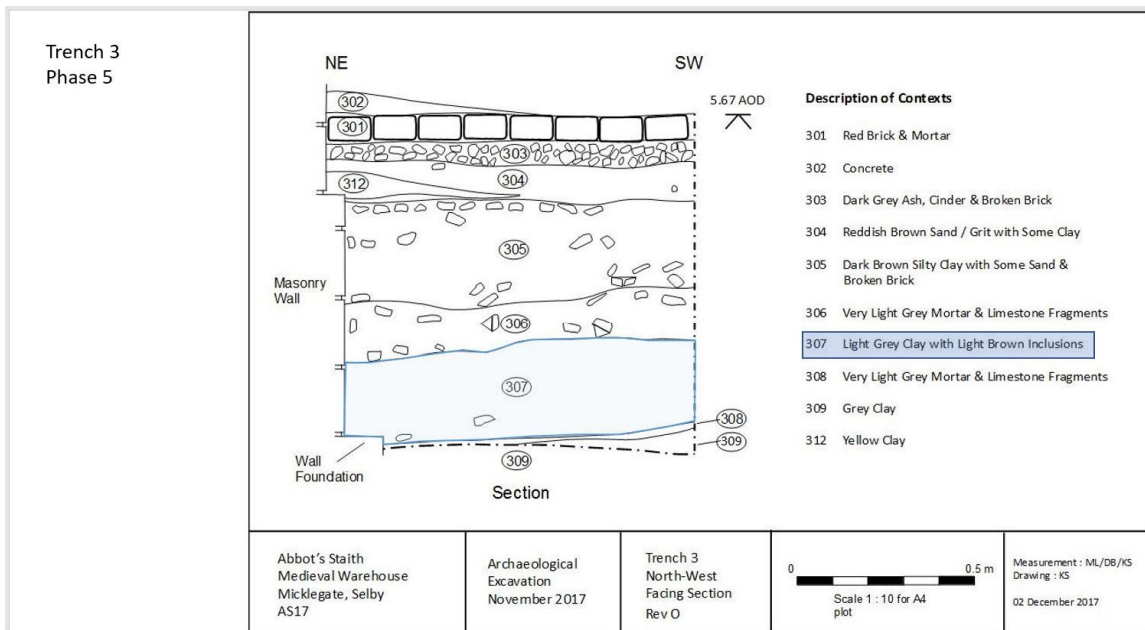 Trench 3
Phase 5
NE
SW
302
301
303
304
312
305
306
307
308
309
309
5.67 AOD
Masonry
Wall
Wall
Foundation
Section
Description of Contexts
301 Red Brick & Mortar
302 Concrete
303 Dark Grey Ash, Cinder & Broken Brick
304 Reddish Brown Sand / Grit with Some Clay
305 Dark Brown Silty Clay with Some Sand &
Broken Brick
306 Very Light Grey Mortar & Limestone Fragments
307 Light Grey Clay with Light Brown Inclusions
308 Very Light Grey Mortar & Limestone Fragments
309 Grey Clay
312 Yellow Clay
Abbot's Staith
Medieval Warehouse
Micklegate, Selby
AS17
Archaeological
Excavation
November 2017
Trench 3
North-West
Facing Section
Rev O
0 0.5 m
Scale 1 : 10 for A4
plot
Measurement : ML/DB/KS
Drawing : KS
02 December 2017